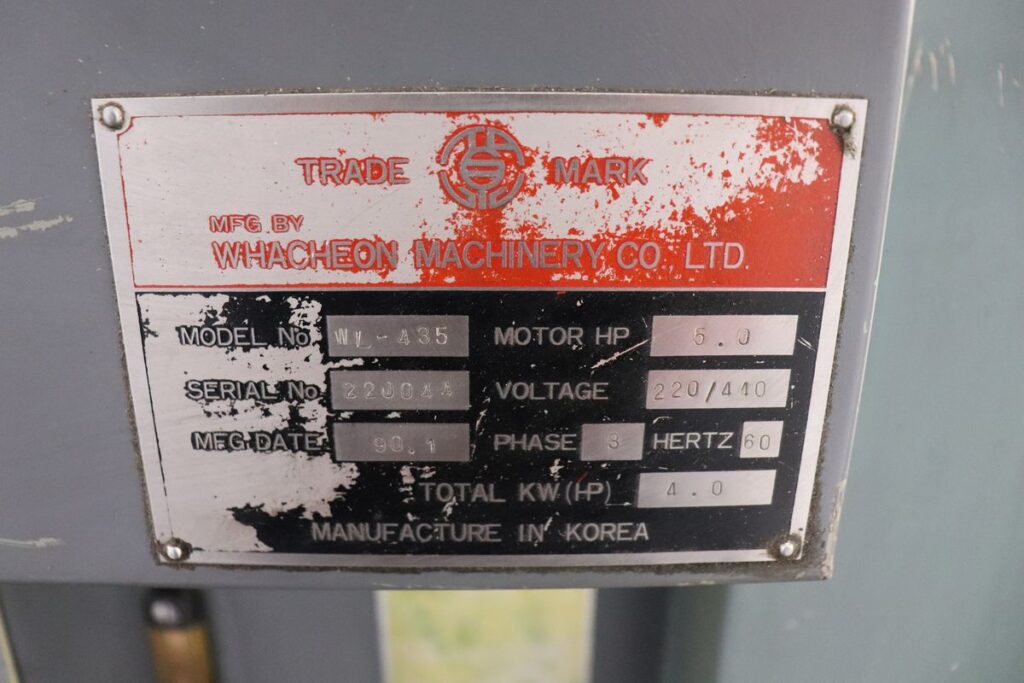 TRADE MARK
MFG. BY
WHACHEON MACHINERY CO., LTD.
MODEL No. WL-435 MOTOR HP 5.0
SERIAL No. 220044 VOLTAGE 220/440
MFG. DATE 90.1 PHASE 3 HERTZ 60
TOTAL KW (HP) 4.0
MANUFACTURE IN KOREA